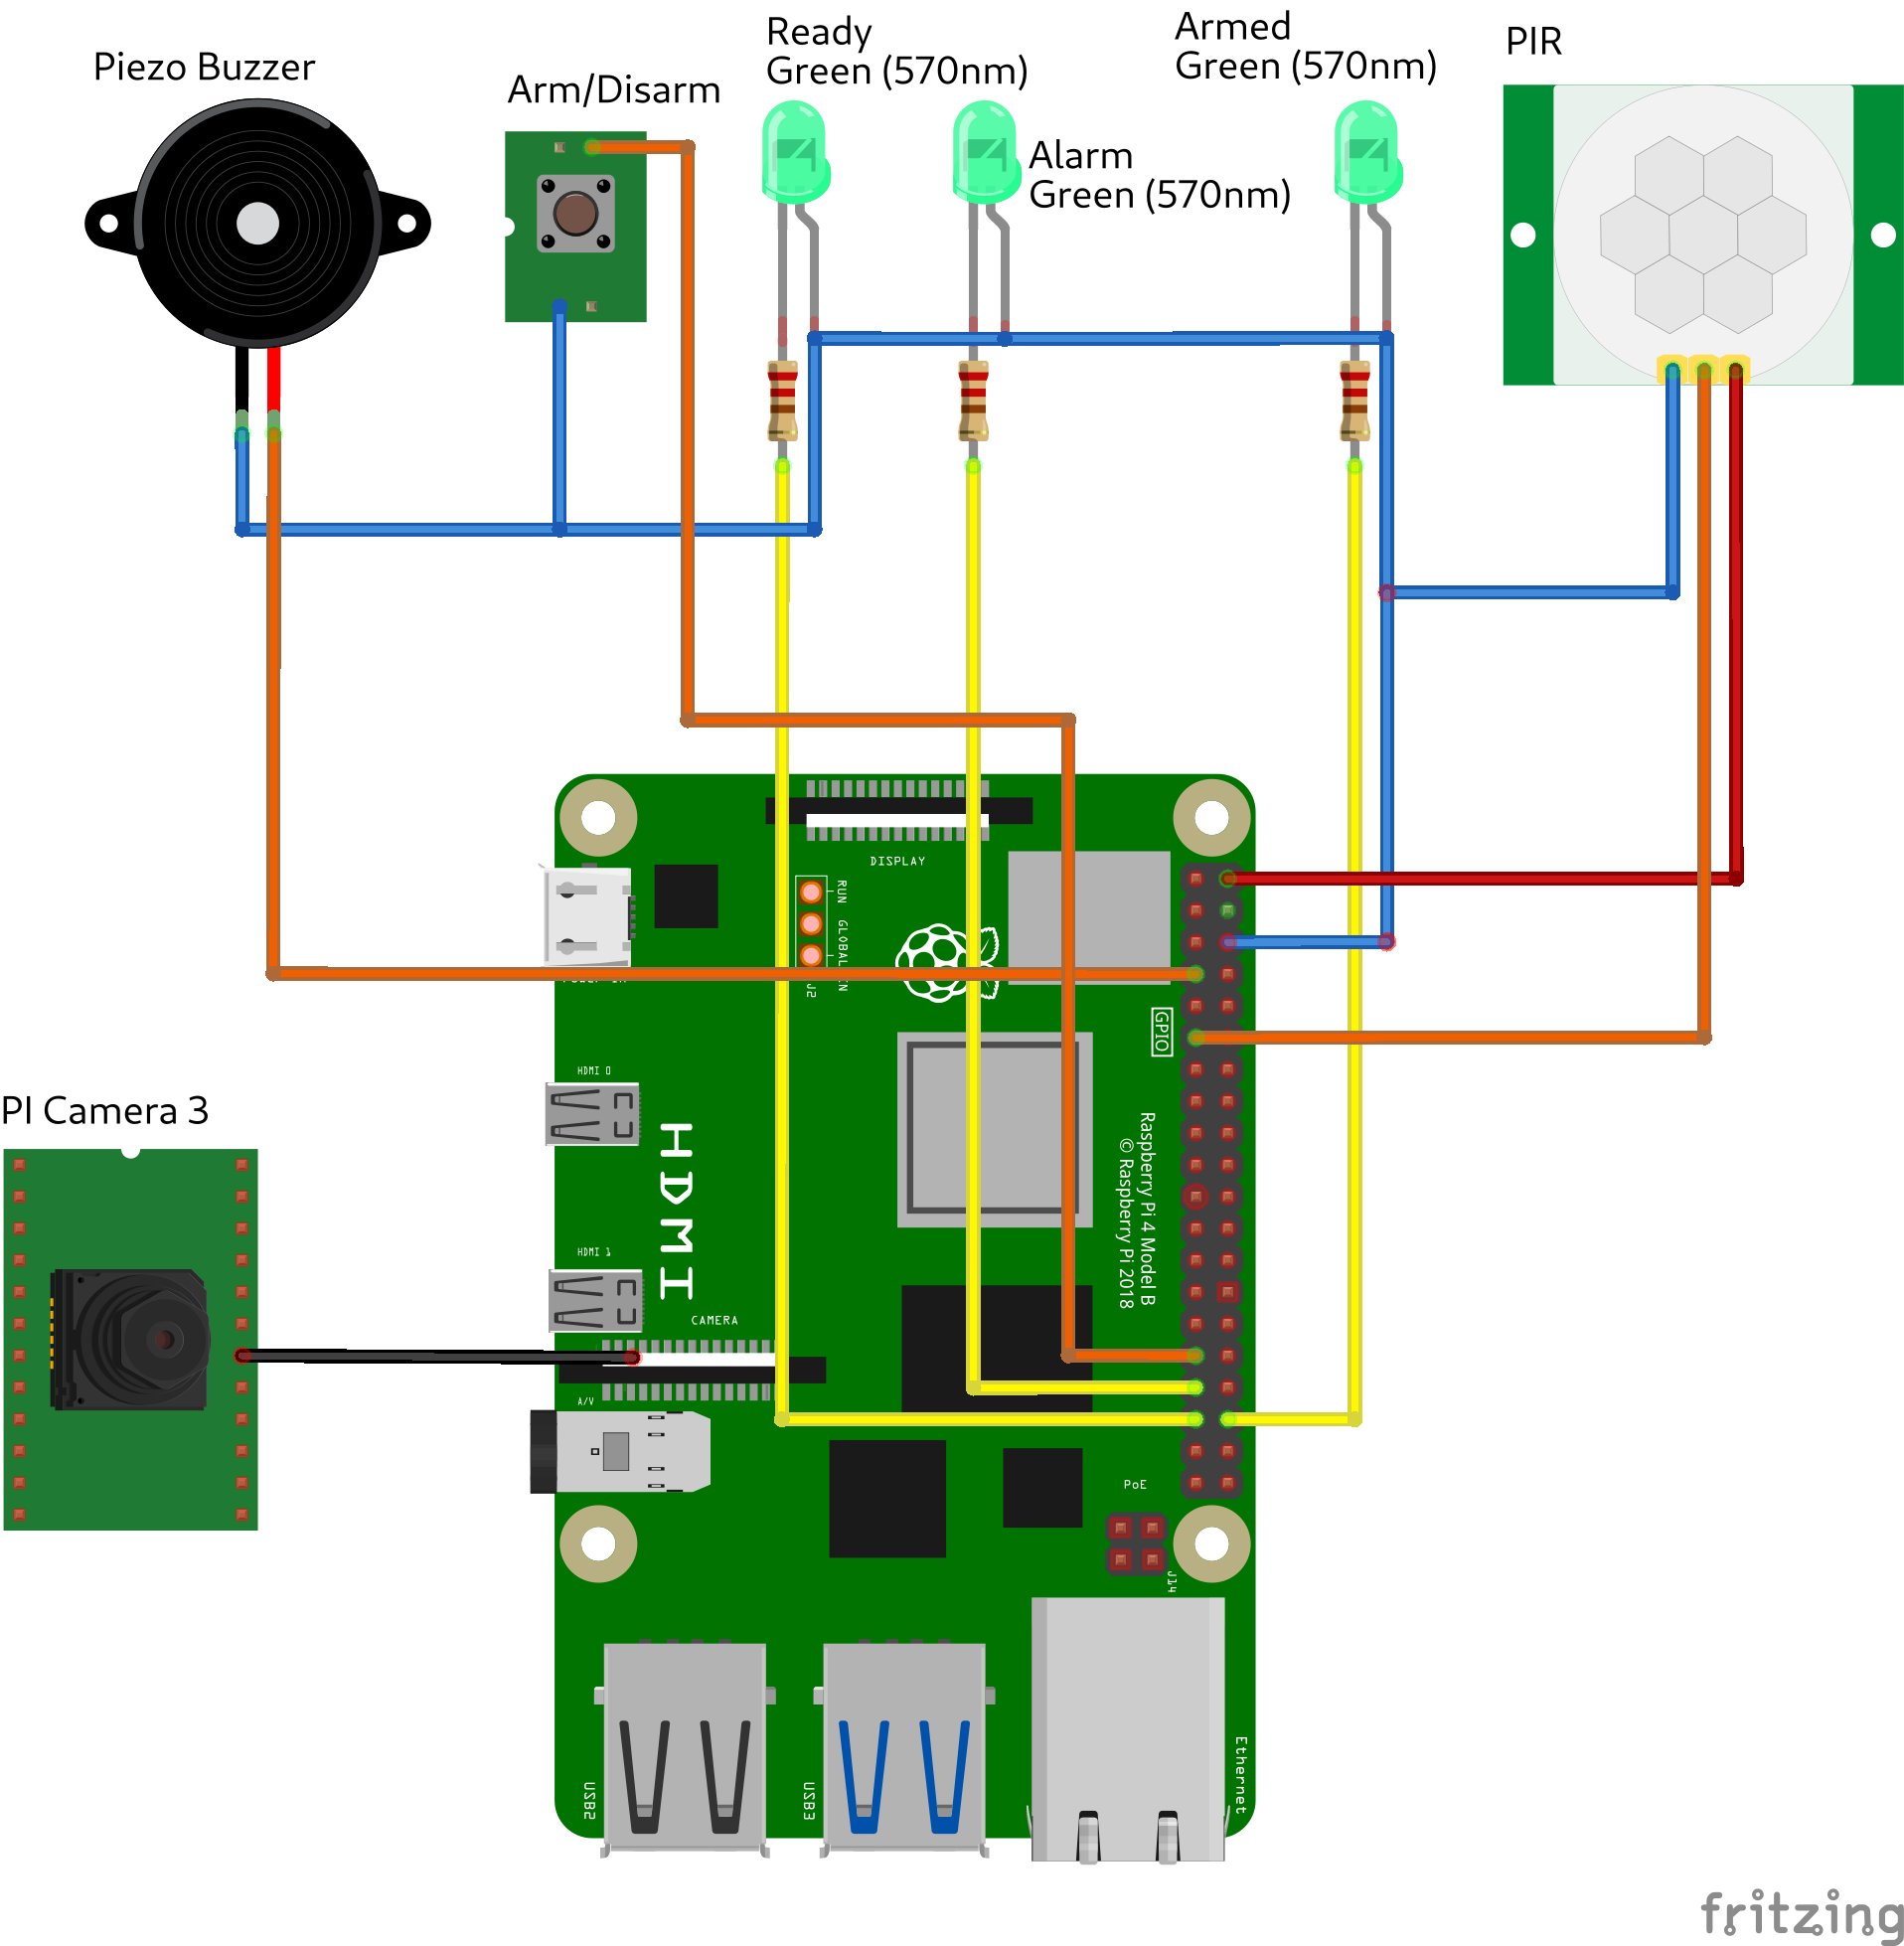 Piezo Buzzer
Arm/Disarm
Ready
Green (570nm)
Alarm
Green (570nm)
Armed
Green (570nm)
PIR
DISPLAY
RUN
J2
GPIO
HDMI 0
HDMI
HDMI 1
CAMERA
A/V
Raspberry Pi 4 Model B
© Raspberry Pi 2018
PI Camera 3
PoE
J14
USB2
USB3
Ethernet
fritzing